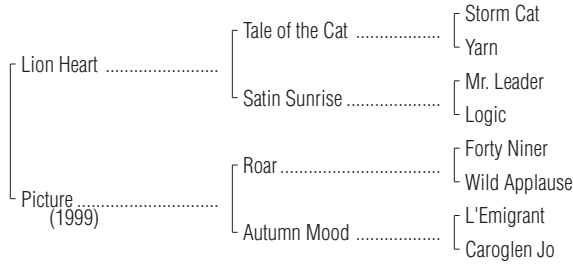 Storm Cat
Tale of the Cat ..................
Yarn
Lion Heart ........................
Mr. Leader
Satin Sunrise ....................
Logic
Forty Niner
Roar ..................................
Wild Applause
Picture ..............................
(1999)
L'Emigrant
Autumn Mood ..................
Caroglen Jo